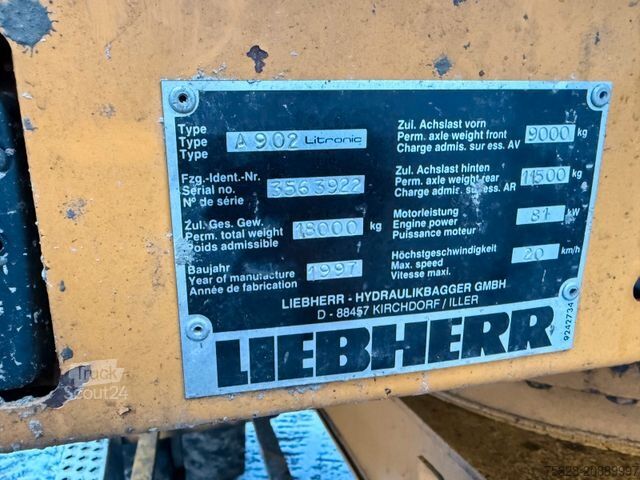 Type
Type A 902 Litronic
Type
Fzg.-Ident.-Nr.
Serial no. 3563922
N° de série
Zul. Ges. Gew.
Perm. total weight 18000 kg
Poids admissible
Baujahr
Year of manufacture 1997
Année de fabrication
Zul. Achslast vorn
Perm. axle weight front 9000 kg
Charge admis. sur ess. AV
Zul. Achslast hinten
Perm. axle weight rear 11500 kg
Charge admis. sur ess. AR
Motorleistung
Engine power 81 kW
Puissance moteur
Höchstgeschwindigkeit
Max. speed 20 km/h
Vitesse maxi.
LIEBHERR - HYDRAULIKBAGGER GMBH
D - 88457 KIRCHDORF / ILLER
LIEBHERR
9242734
Truck
Scout24
75828-20389997